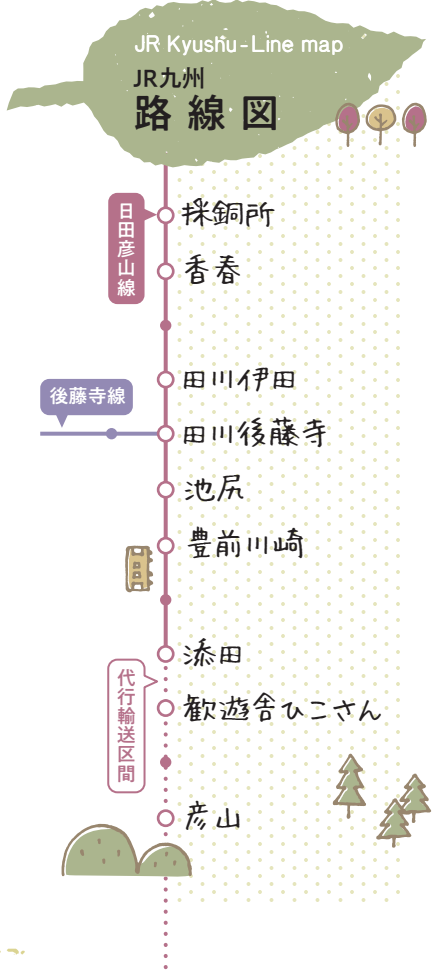 JR Kyushu-Line map
JR九州
路線図
日田彦山線
採銅所
香春
田川伊田
後藤寺線
田川後藤寺
池尻
豊前川崎
添田
代行輸送区間
歓遊舎ひこさん
彦山